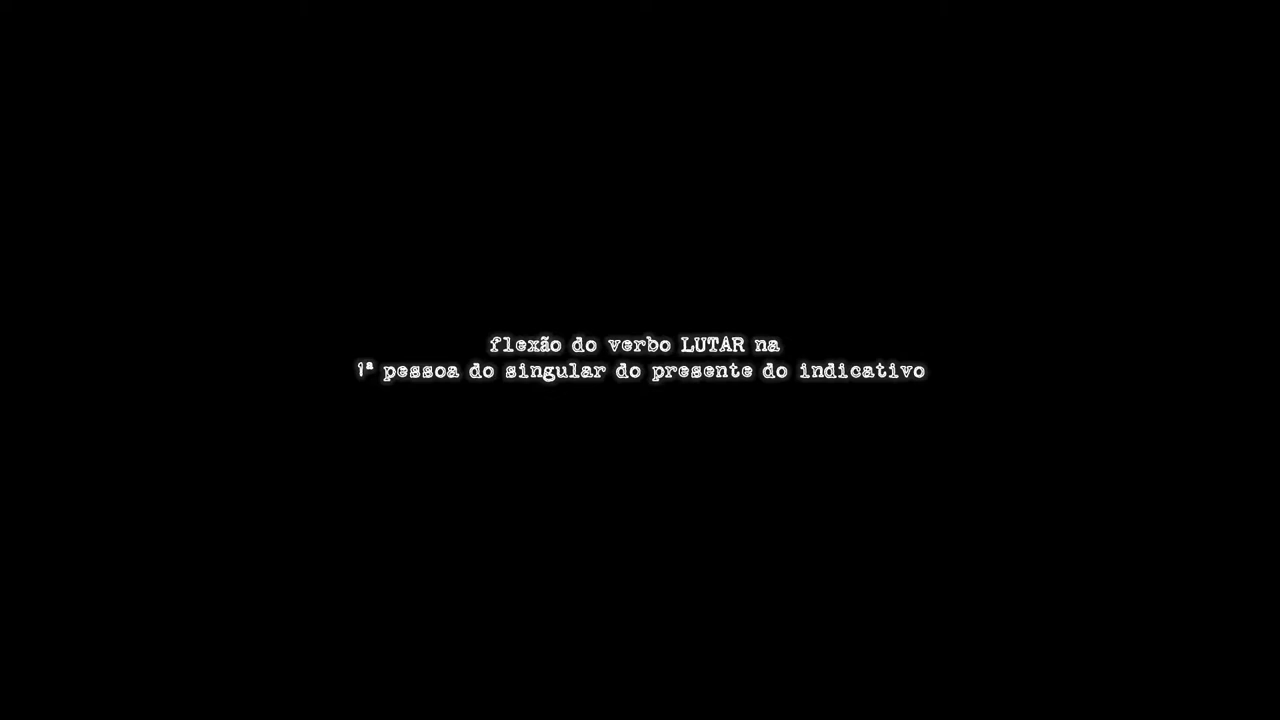 flexão do verbo LUTAR na
1ª pessoa do singular do presente do indicativo